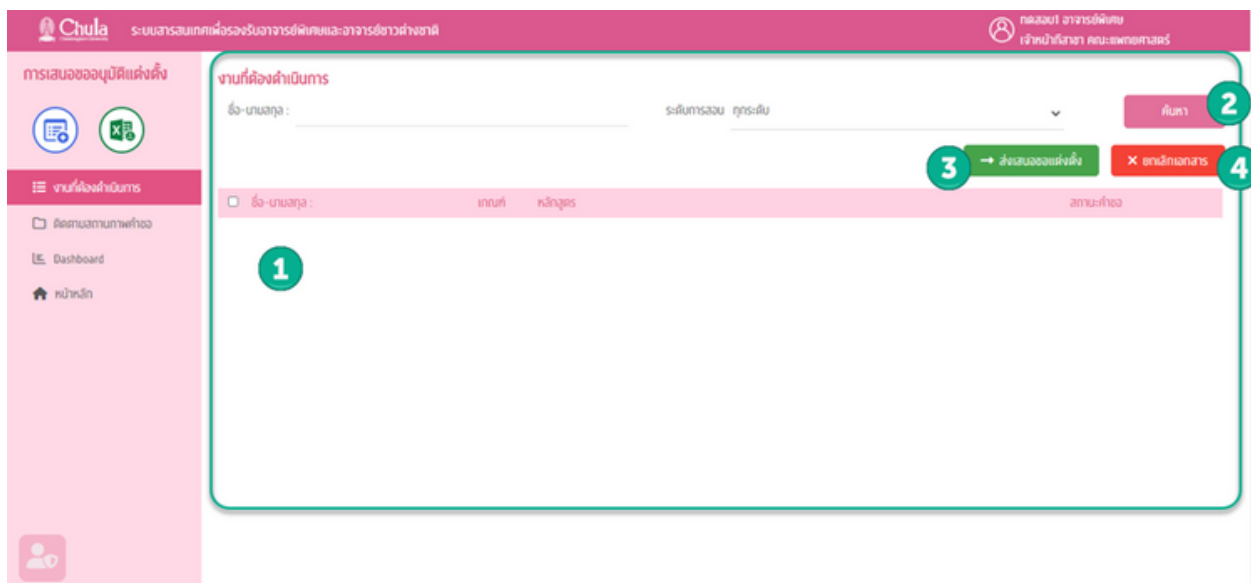 Chula ระบบสารสนเทศเพื่อรองรับอาจารย์พิเศษและอาจารย์ชาวต่างชาติ
ทดสอบ1 อาจารย์พิเศษ
เจ้าหน้าที่สาขา คณะแพทยศาสตร์
การเสนอขออนุมัติแต่งตั้ง
งานที่ต้องดำเนินการ
ติดตามสถานภาพคำขอ
Dashboard
หน้าหลัก
งานที่ต้องดำเนินการ
ชื่อ-นามสกุล : ระดับการสอน ทุกระดับ ค้นหา 2
3 → ส่งเสนอขอแต่งตั้ง × ยกเลิกเอกสาร 4
ชื่อ-นามสกุล : เกณฑ์ หลักสูตร สถานะคำขอ
1